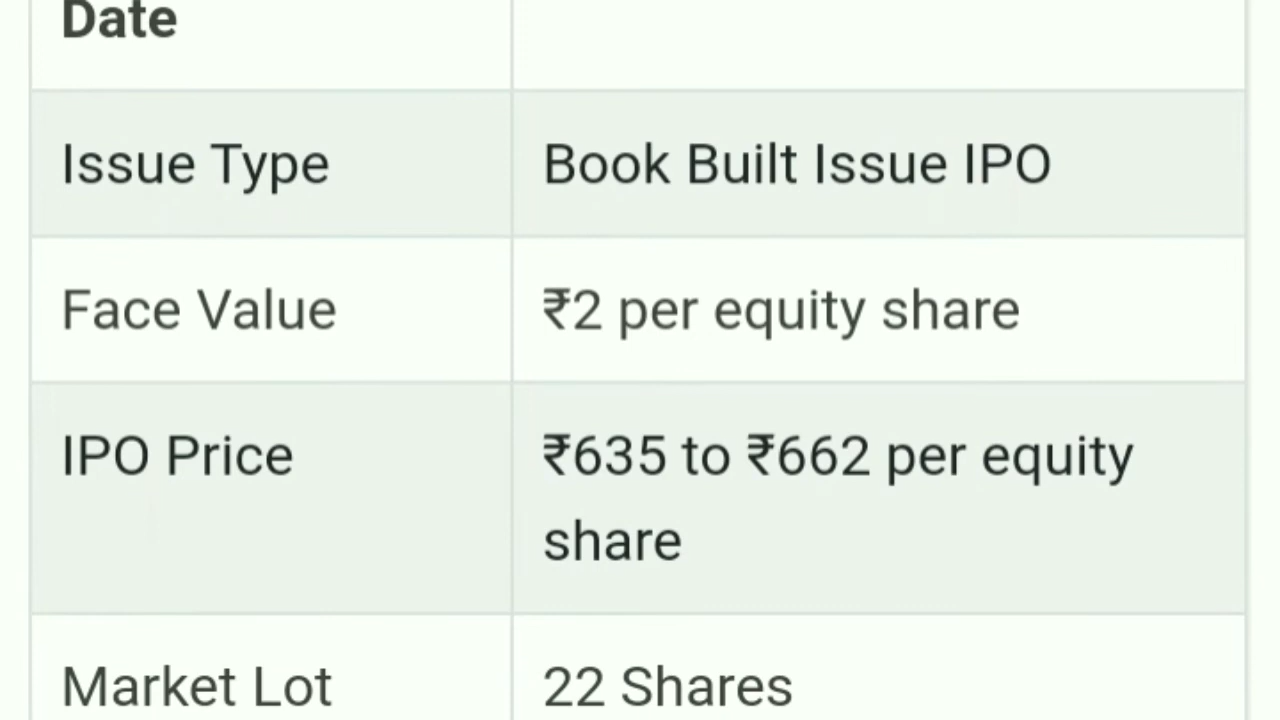 Date
Issue Type
Book Built Issue IPO
Face Value
₹2 per equity share
IPO Price
₹635 to ₹662 per equity
share
Market Lot
22 Shares